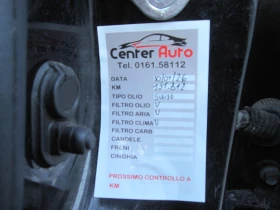 Center Auto
Tel. 0161.58112
DATA
KM
TIPO OLIO
FILTRO OLIO V
FILTRO ARIA V
FILTRO CLIMA V
FILTRO CARB
CANDELE
FRENI
CINGHIA
PROSSIMO CONTROLLO A
KM.